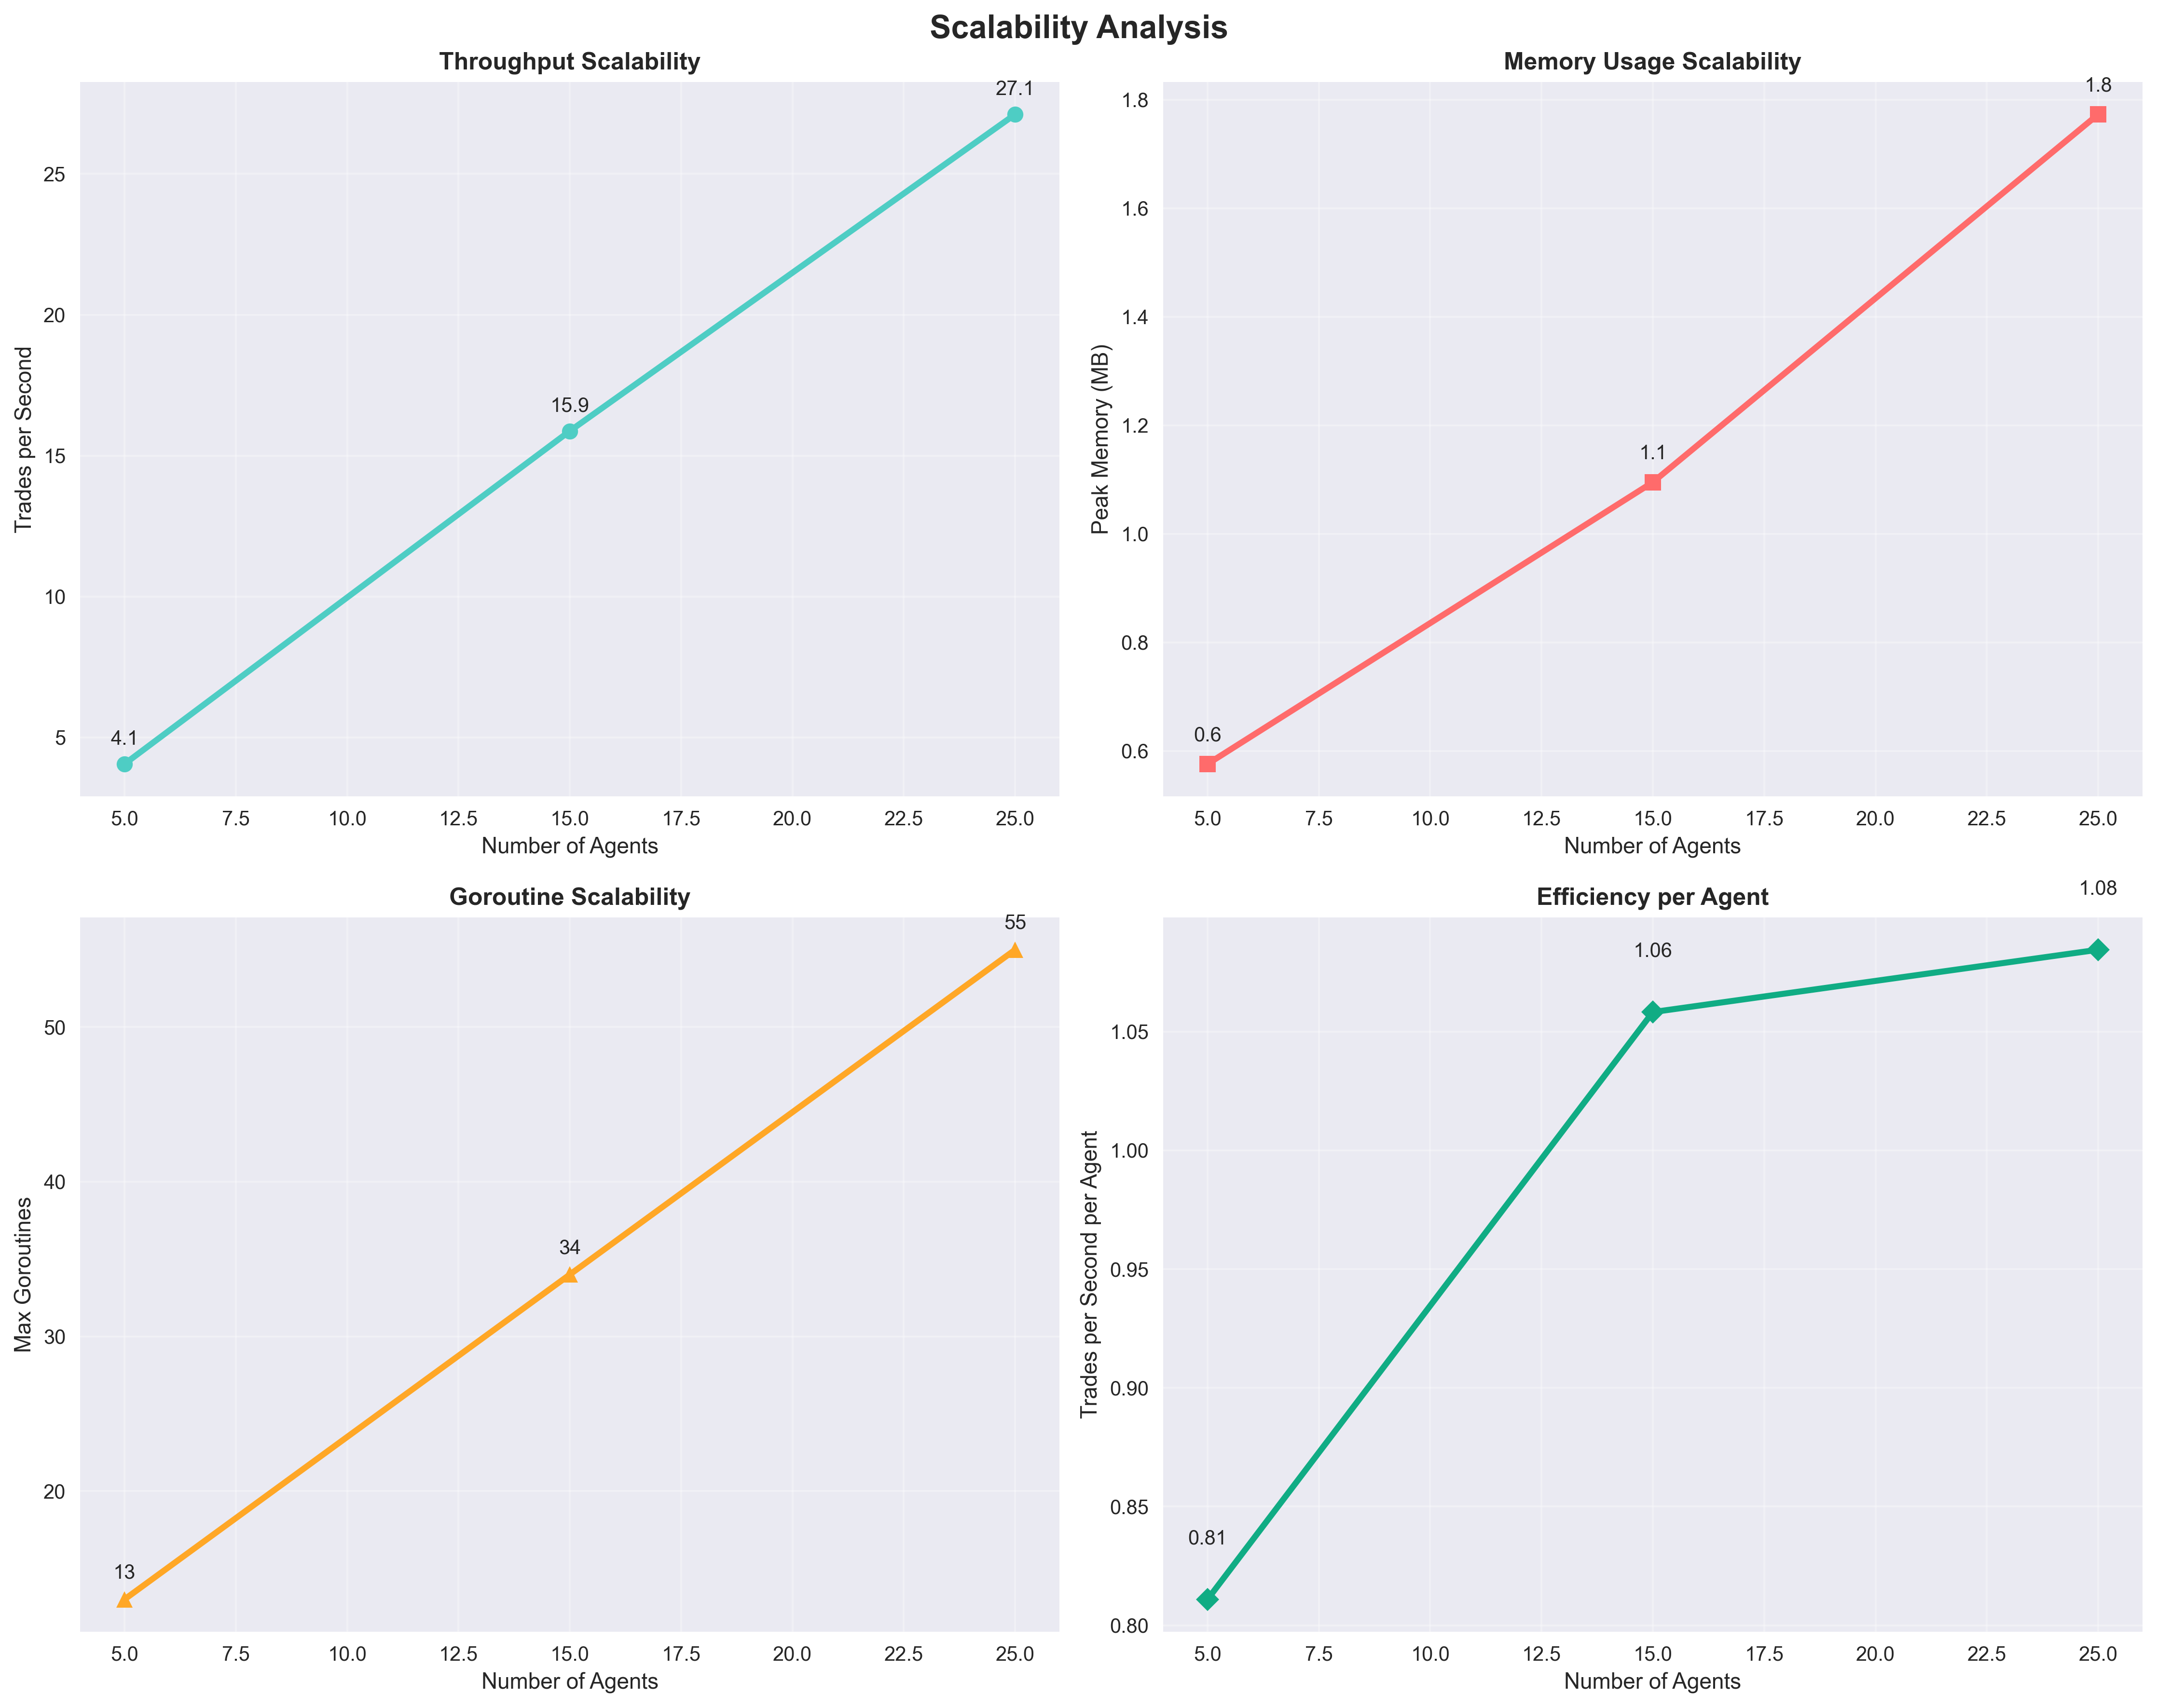 Scalability Analysis
Throughput Scalability
27.1
25
20
15.9
15
10
4.1
5
Trades per Second
5.0 7.5 10.0 12.5 15.0 17.5 20.0 22.5 25.0
Number of Agents
Memory Usage Scalability
1.8
1.8
1.6
1.4
1.2
1.1
1.0
0.8
0.6
0.6
Peak Memory (MB)
5.0 7.5 10.0 12.5 15.0 17.5 20.0 22.5 25.0
Number of Agents
Goroutine Scalability
55
50
40
34
30
20
13
Max Goroutines
5.0 7.5 10.0 12.5 15.0 17.5 20.0 22.5 25.0
Number of Agents
Efficiency per Agent
1.08
1.06
1.05
1.00
0.95
0.90
0.85
0.81
0.80
Trades per Second per Agent
5.0 7.5 10.0 12.5 15.0 17.5 20.0 22.5 25.0
Number of Agents